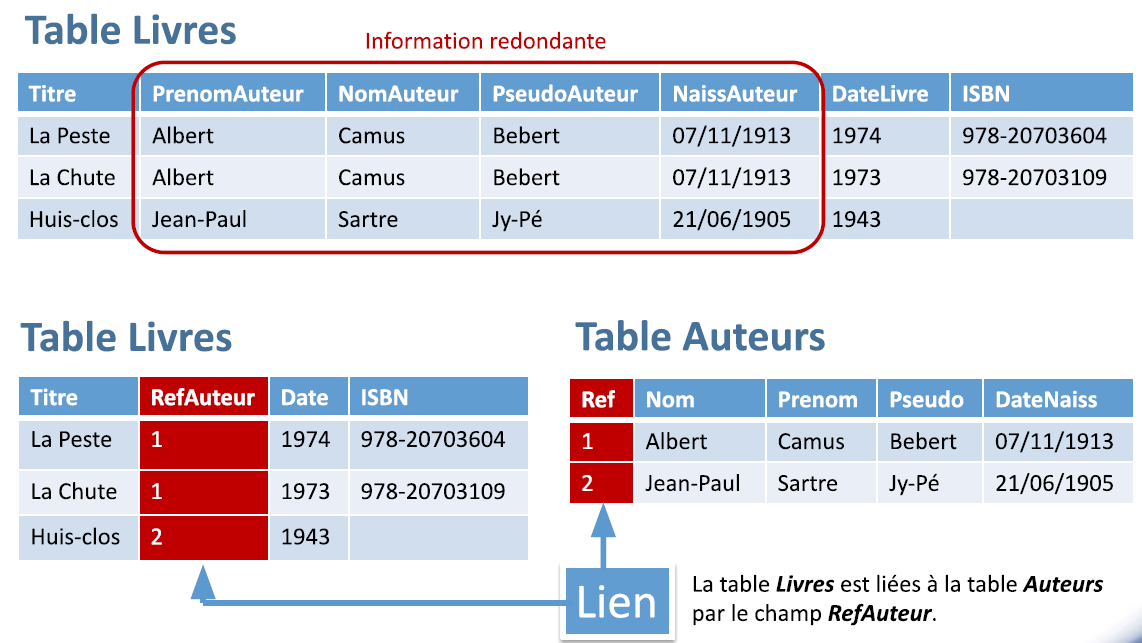 Table Livres
Information redondante
Titre PrenomAuteur NomAuteur PseudoAuteur NaissAuteur DateLivre ISBN
La Peste Albert Camus Bebert 07/11/1913 1974 978-20703604
La Chute Albert Camus Bebert 07/11/1913 1973 978-20703109
Huis-clos Jean-Paul Sartre Jy-Pé 21/06/1905 1943
Table Livres
Titre RefAuteur Date ISBN
La Peste 1 1974 978-20703604
La Chute 1 1973 978-20703109
Huis-clos 2 1943
Table Auteurs
Ref Nom Prenom Pseudo DateNaiss
1 Albert Camus Bebert 07/11/1913
2 Jean-Paul Sartre Jy-Pé 21/06/1905
Lien
La table Livres est liées à la table Auteurs
par le champ RefAuteur.